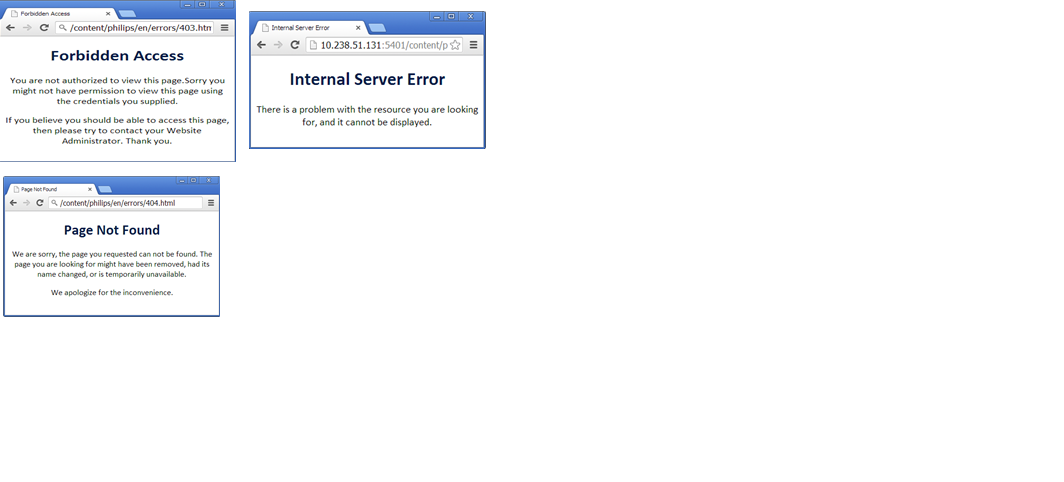 Forbidden Access
/content/philips/en/errors/403.htm
Forbidden Access
You are not authorized to view this page.Sorry you
might not have permission to view this page using
the credentials you supplied.
If you believe you should be able to access this page,
then please try to contact your Website
Administrator. Thank you.
Internal Server Error
10.238.51.131:5401/content/p
Internal Server Error
There is a problem with the resource you are looking
for, and it cannot be displayed.
Page Not Found
/content/philips/en/errors/404.html
Page Not Found
We are sorry, the page you requested can not be found. The
page you are looking for might have been removed, had its
name changed, or is temporarily unavailable.
We apologize for the inconvenience.